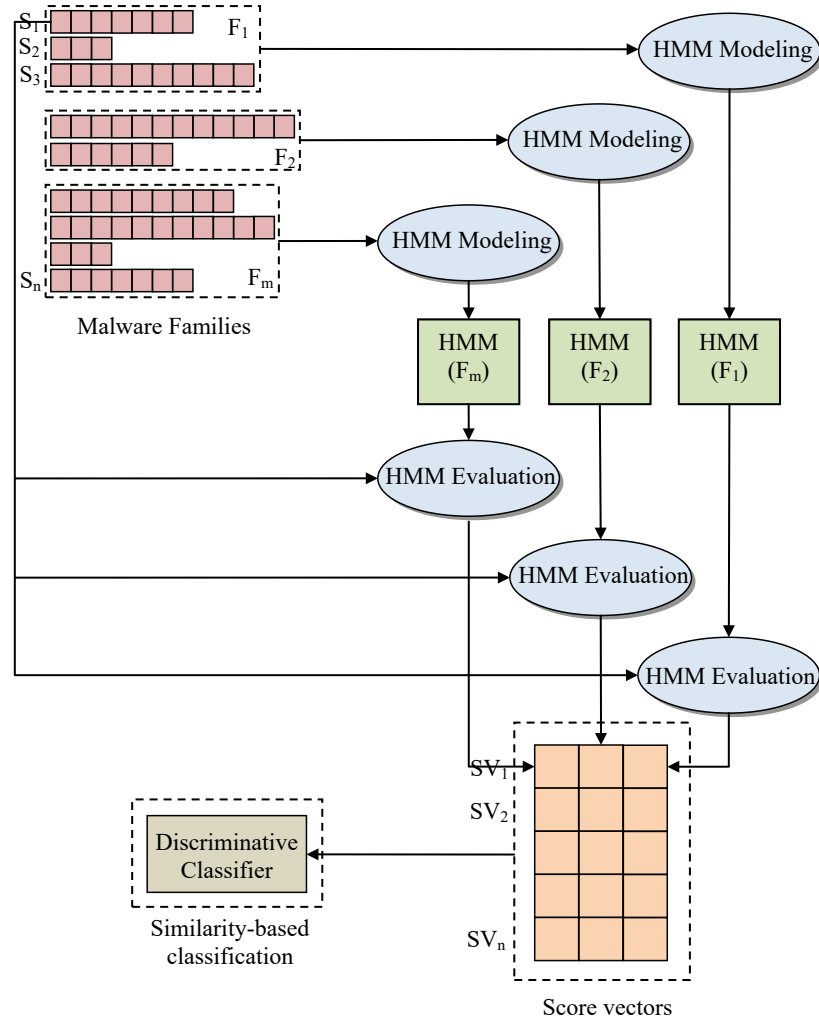 S₁
F₁
S₂
S₃
HMM Modeling
F₂
HMM Modeling
Sₙ
Fₘ
HMM Modeling
Malware Families
HMM
(Fₘ)
HMM
(F₂)
HMM
(F₁)
HMM Evaluation
HMM Evaluation
HMM Evaluation
SV₁
SV₂
SVₙ
Discriminative
Classifier
Similarity-based
classification
Score vectors